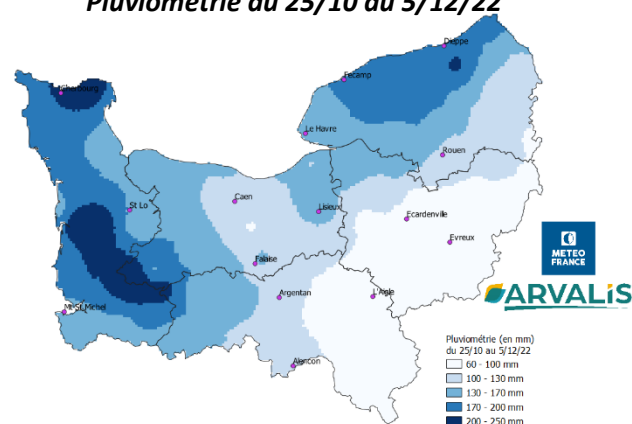 Pluviométrie du 25/10 au 5/12/22
Dieppe
Fecamp
Cherbourg
Le Havre
Rouen
St Lo
Caen
Lisieux
Ecardenville
Evreux
Falaise
METEO
FRANCE
ARVALIS
Mt St Michel
Argentan
L'Aigle
Alencon
Pluviométrie (en mm)
du 25/10 au 5/12/22
60 - 100 mm
100 - 130 mm
130 - 170 mm
170 - 200 mm
200 - 250 mm